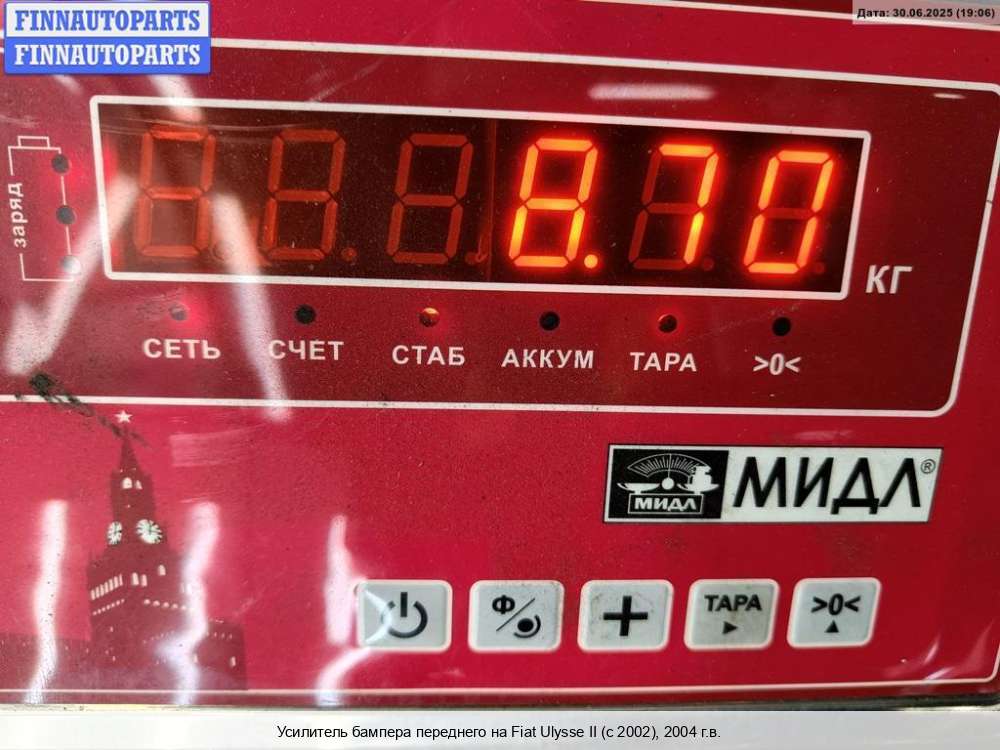 FINNAUTOPARTS
FINNAUTOPARTS
Дата: 30.06.2025 (19:06)
заряд
8.70
КГ
СЕТЬ СЧЕТ СТАБ АККУМ ТАРА >0<
МИДЛ МИДЛ®
Ф ТАРА >0<
Усилитель бампера переднего на Fiat Ulysse II (с 2002), 2004 г.в.